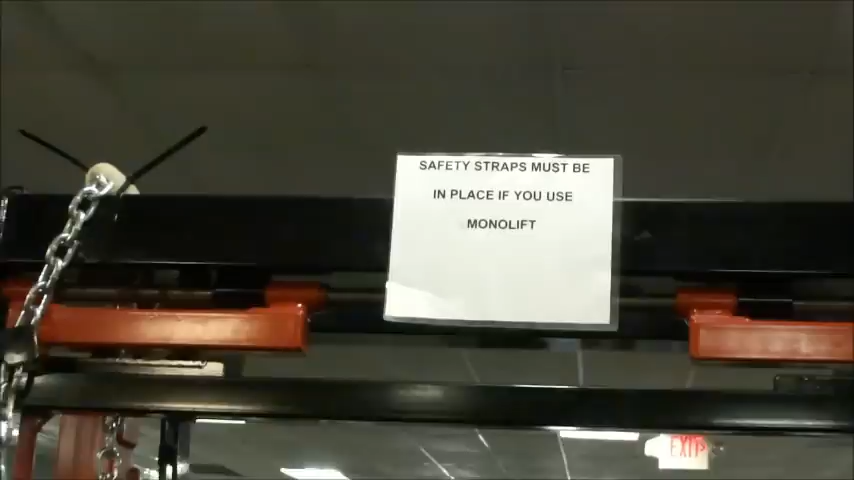 SAFETY STRAPS MUST BE
IN PLACE IF YOU USE
MONOLIFT
EXIT